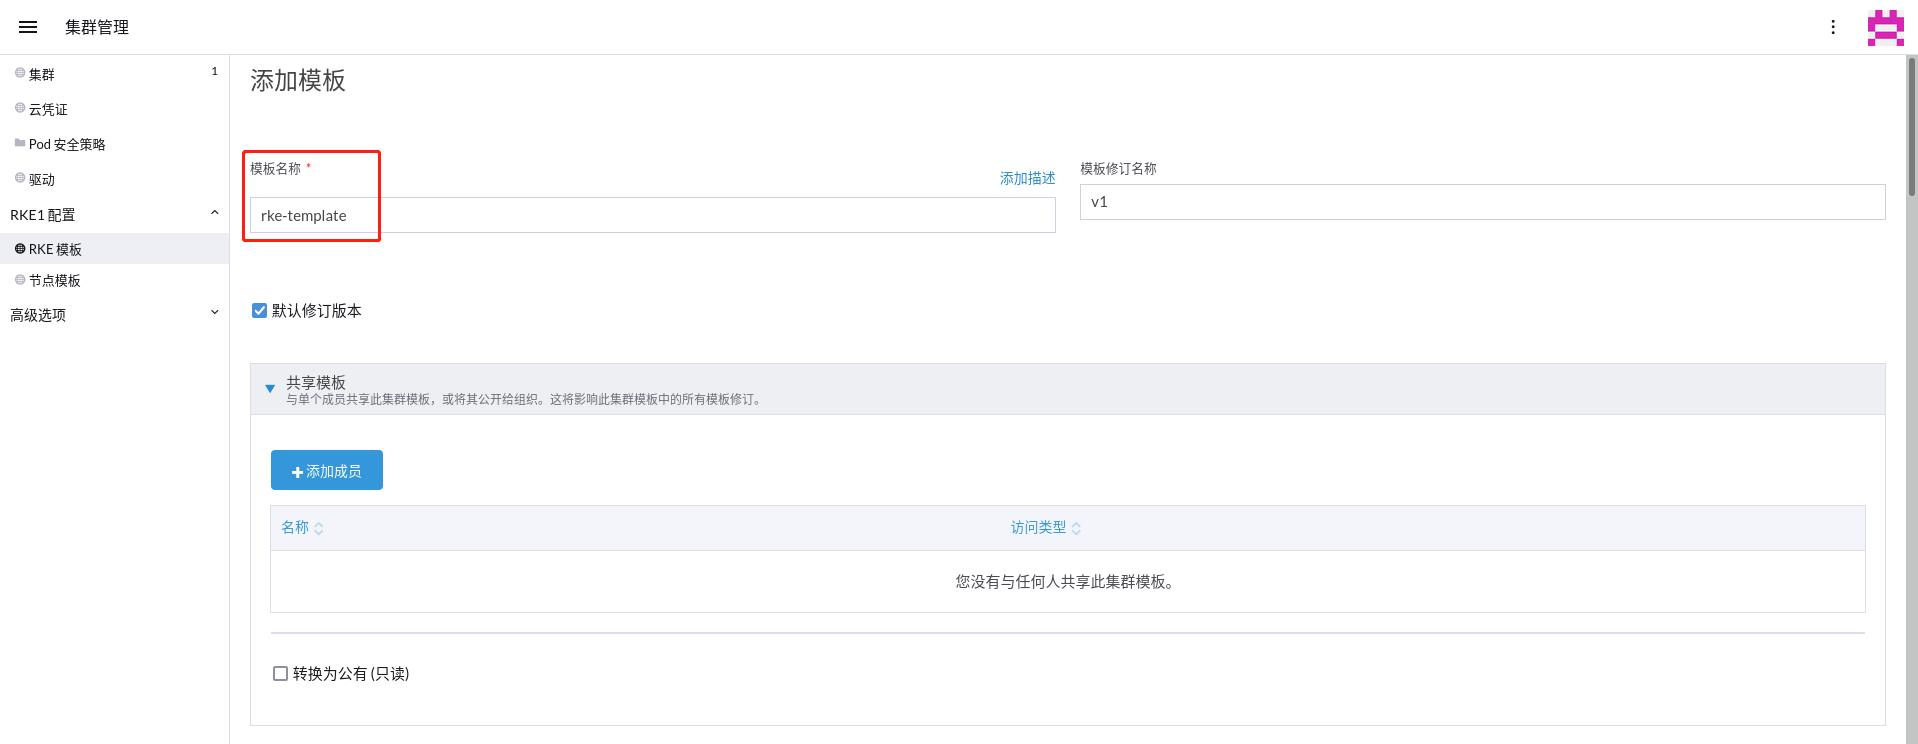 集群管理
集群 1
云凭证
Pod 安全策略
驱动
RKE1 配置
RKE 模板
节点模板
高级选项
添加模板
模板名称 *
添加描述
rke-template
模板修订名称
v1
默认修订版本
共享模板
与单个成员共享此集群模板，或将其公开给组织。这将影响此集群模板中的所有模板修订。
添加成员
名称 访问类型
您没有与任何人共享此集群模板。
转换为公有 (只读)